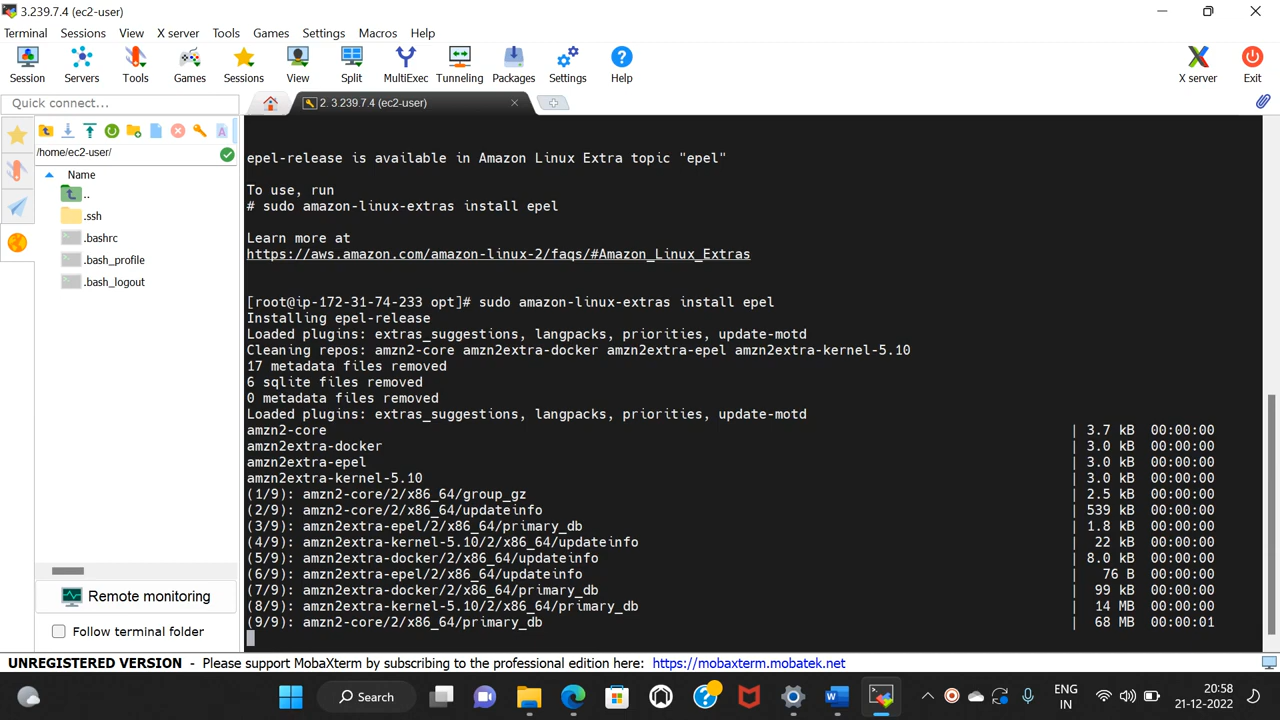 3.239.7.4 (ec2-user)
Terminal Sessions View X server Tools Games Settings Macros Help
Session Servers Tools Games Sessions View Split MultiExec Tunneling Packages Settings Help X server Exit
Quick connect...
2. 3.239.7.4 (ec2-user)
/home/ec2-user/
Name
..
.ssh
.bashrc
.bash_profile
.bash_logout
Remote monitoring
Follow terminal folder
epel-release is available in Amazon Linux Extra topic "epel"
To use, run
# sudo amazon-linux-extras install epel
Learn more at
https://aws.amazon.com/amazon-linux-2/faqs/#Amazon_Linux_Extras
[root@ip-172-31-74-233 opt]# sudo amazon-linux-extras install epel
Installing epel-release
Loaded plugins: extras_suggestions, langpacks, priorities, update-motd
Cleaning repos: amzn2-core amzn2extra-docker amzn2extra-epel amzn2extra-kernel-5.10
17 metadata files removed
6 sqlite files removed
0 metadata files removed
Loaded plugins: extras_suggestions, langpacks, priorities, update-motd
amzn2-core | 3.7 kB 00:00:00
amzn2extra-docker | 3.0 kB 00:00:00
amzn2extra-epel | 3.0 kB 00:00:00
amzn2extra-kernel-5.10 | 3.0 kB 00:00:00
(1/9): amzn2-core/2/x86_64/group_gz | 2.5 kB 00:00:00
(2/9): amzn2-core/2/x86_64/updateinfo | 539 kB 00:00:00
(3/9): amzn2extra-epel/2/x86_64/primary_db | 1.8 kB 00:00:00
(4/9): amzn2extra-kernel-5.10/2/x86_64/updateinfo | 22 kB 00:00:00
(5/9): amzn2extra-docker/2/x86_64/updateinfo | 8.0 kB 00:00:00
(6/9): amzn2extra-epel/2/x86_64/updateinfo | 76 B 00:00:00
(7/9): amzn2extra-docker/2/x86_64/primary_db | 99 kB 00:00:00
(8/9): amzn2extra-kernel-5.10/2/x86_64/primary_db | 14 MB 00:00:00
(9/9): amzn2-core/2/x86_64/primary_db | 68 MB 00:00:01
UNREGISTERED VERSION - Please support MobaXterm by subscribing to the professional edition here: https://mobaxterm.mobatek.net
Search
ENG
IN
20:58
21-12-2022